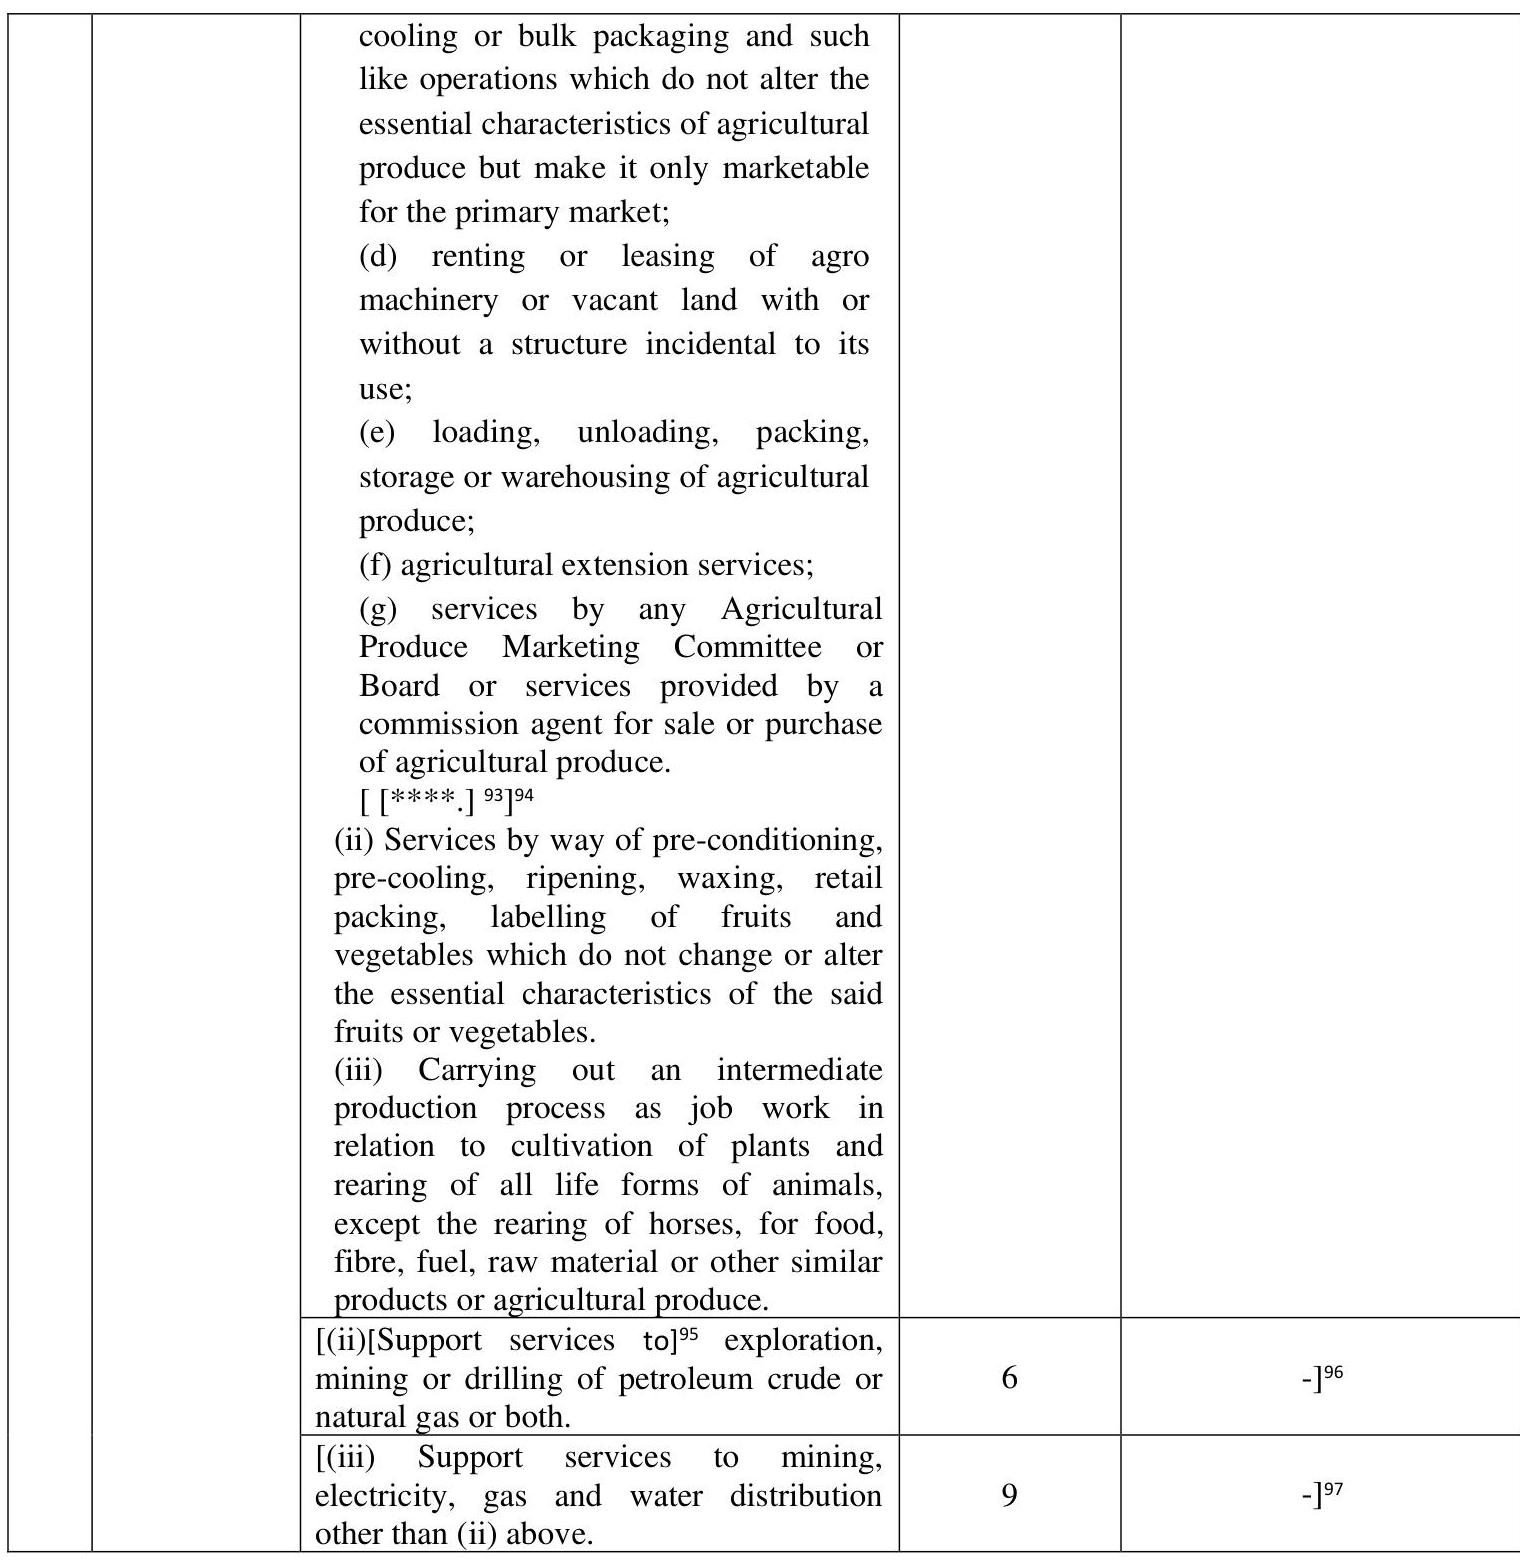 cooling or bulk packaging and such
like operations which do not alter the
essential characteristics of agricultural
produce but make it only marketable
for the primary market;
(d) renting or leasing of agro
machinery or vacant land with or
without a structure incidental to its
use;
(e) loading, unloading, packing,
storage or warehousing of agricultural
produce;
(f) agricultural extension services;
(g) services by any Agricultural
Produce Marketing Committee or
Board or services provided by a
commission agent for sale or purchase
of agricultural produce.
[ [****.] 93]94
(ii) Services by way of pre-conditioning,
pre-cooling, ripening, waxing, retail
packing, labelling of fruits and
vegetables which do not change or alter
the essential characteristics of the said
fruits or vegetables.
(iii) Carrying out an intermediate
production process as job work in
relation to cultivation of plants and
rearing of all life forms of animals,
except the rearing of horses, for food,
fibre, fuel, raw material or other similar
products or agricultural produce.
[(ii)[Support services to]95 exploration,
mining or drilling of petroleum crude or
natural gas or both.
6
-]96
[(iii) Support services to mining,
electricity, gas and water distribution
other than (ii) above.
9
-]97